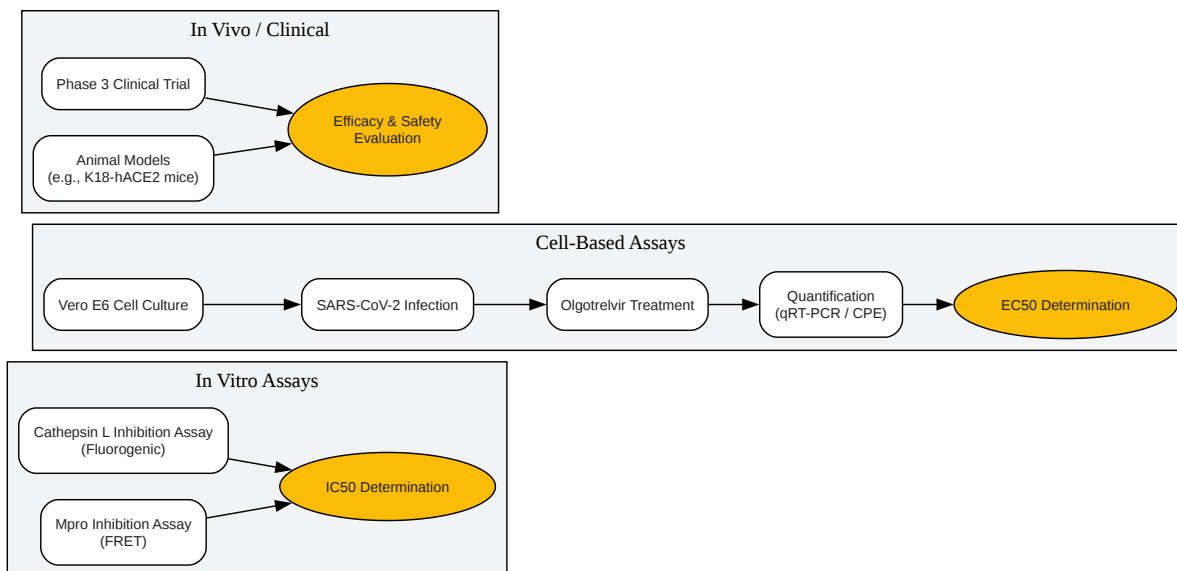 In Vivo / Clinical
Phase 3 Clinical Trial
Animal Models
(e.g., K18-hACE2 mice)
Efficacy & Safety
Evaluation
Cell-Based Assays
Vero E6 Cell Culture
SARS-CoV-2 Infection
Olgotrelvir Treatment
Quantification
(qRT-PCR / CPE)
EC50 Determination
In Vitro Assays
Cathepsin L Inhibition Assay
(Fluorogenic)
Mpro Inhibition Assay
(FRET)
IC50 Determination